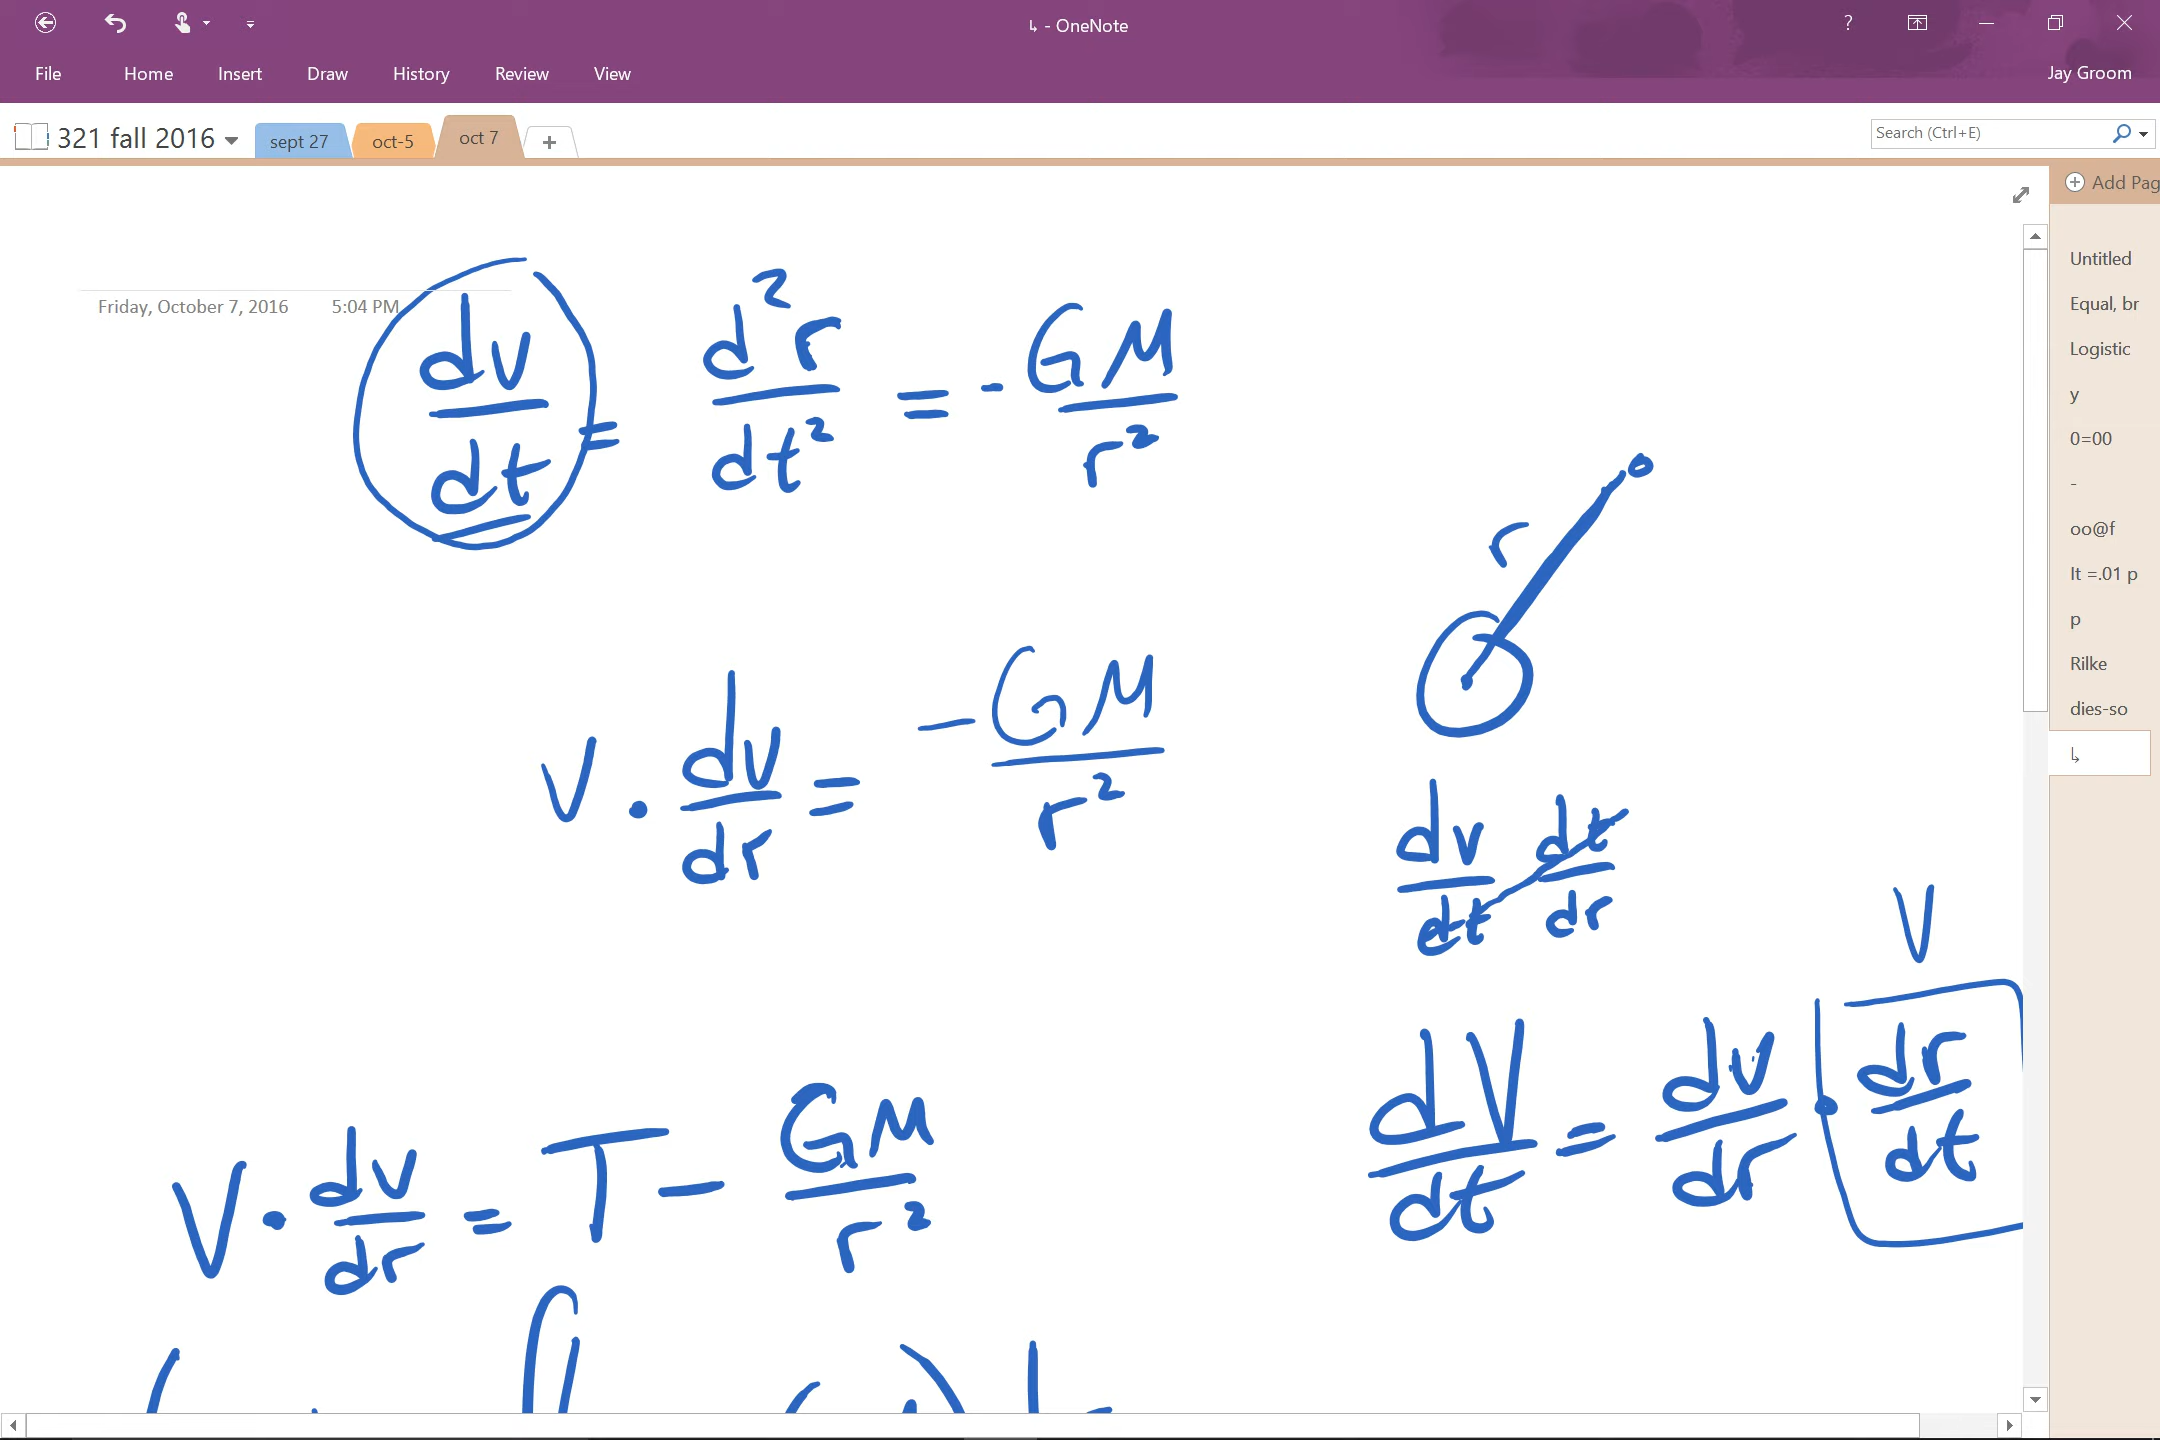 ↳ - OneNote
?
File Home Insert Draw History Review View
Jay Groom
321 fall 2016 sept 27 oct-5 oct 7 +
Search (Ctrl+E)
Add Pag
Untitled
Equal, br
Logistic
y
0=00
-
oo@f
It =.01 p
p
Rilke
dies-so
↳
Friday, October 7, 2016 5:04 PM
dv/dt = d²r/dt² = - GM/r²
r
V · dv/dr = -GM/r²
dv/dt dt/dr
V
dV/dt = dv/dr · dr/dt
V · dv/dr = T - GM/r²